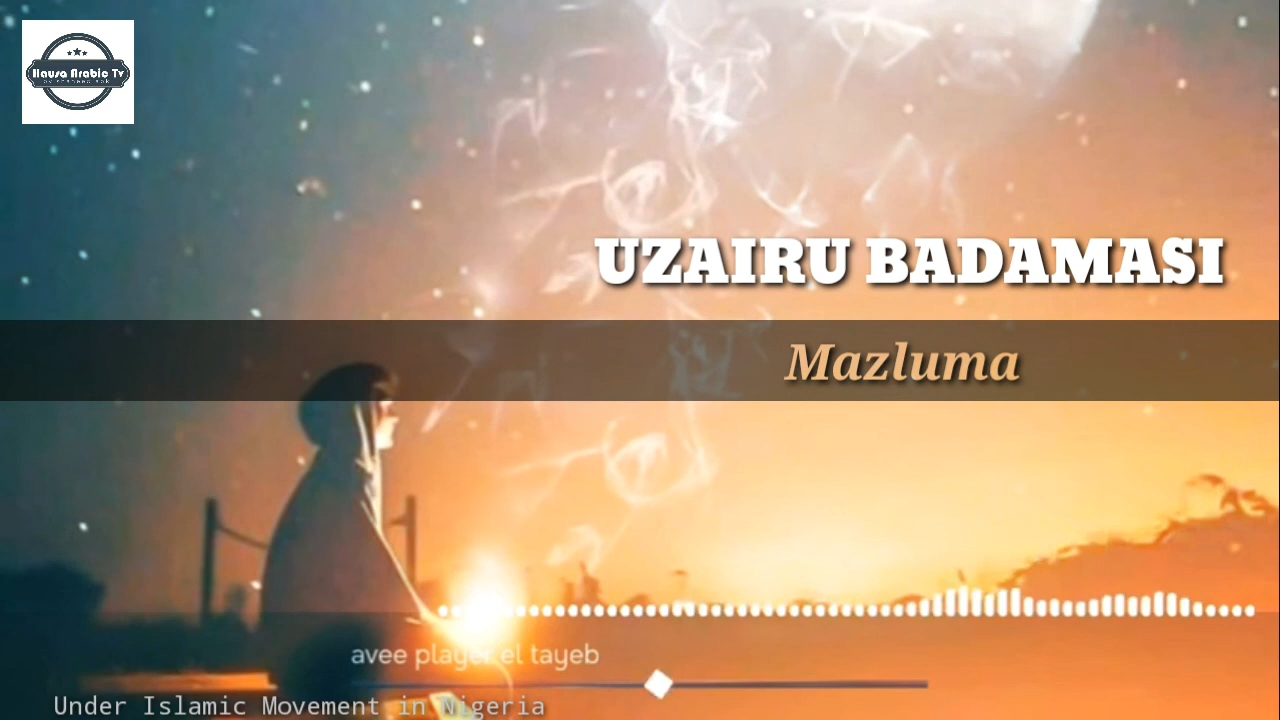 Hausa Arabic Tv
UZAIRU BADAMASI
Mazluma
avee player el tayeb
Under Islamic Movement in Nigeria